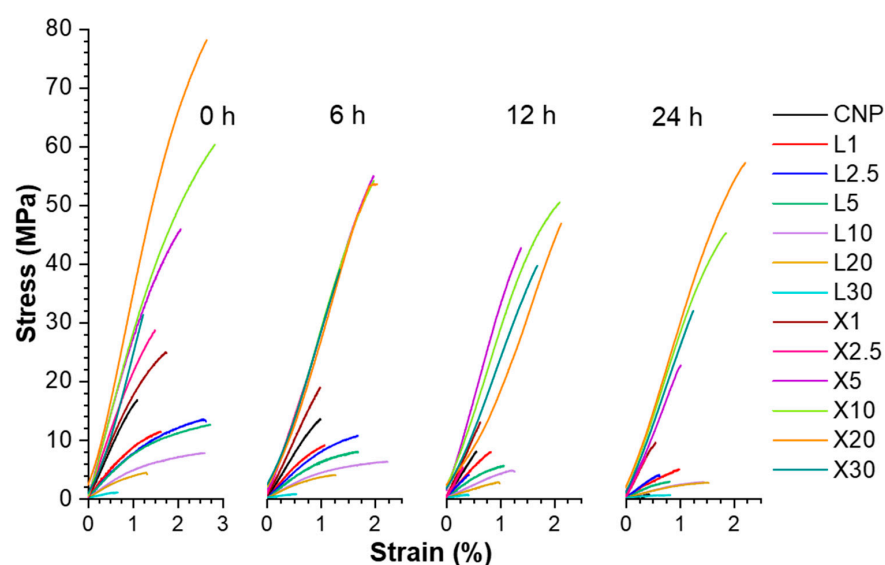 80
70
60
50
40
30
20
10
0
Stress (MPa)
0 h
6 h
12 h
24 h
0 1 2 3
0 1 2
0 1 2
0 1 2
Strain (%)
CNP
L1
L2.5
L5
L10
L20
L30
X1
X2.5
X5
X10
X20
X30